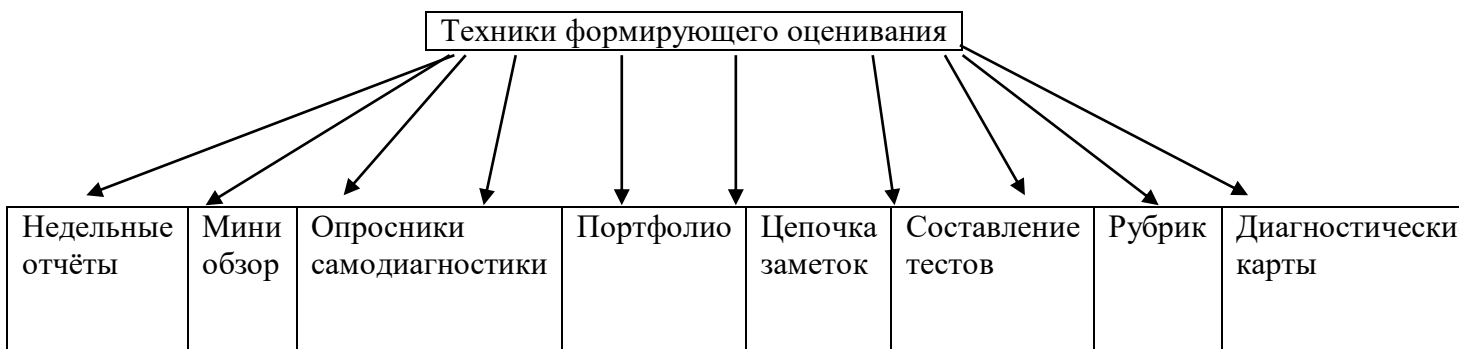 Техники формирующего оценивания
Недельные
отчёты
Мини
обзор
Опросники
самодиагностики
Портфолио
Цепочка
заметок
Составление
тестов
Рубрик
Диагностически
карты